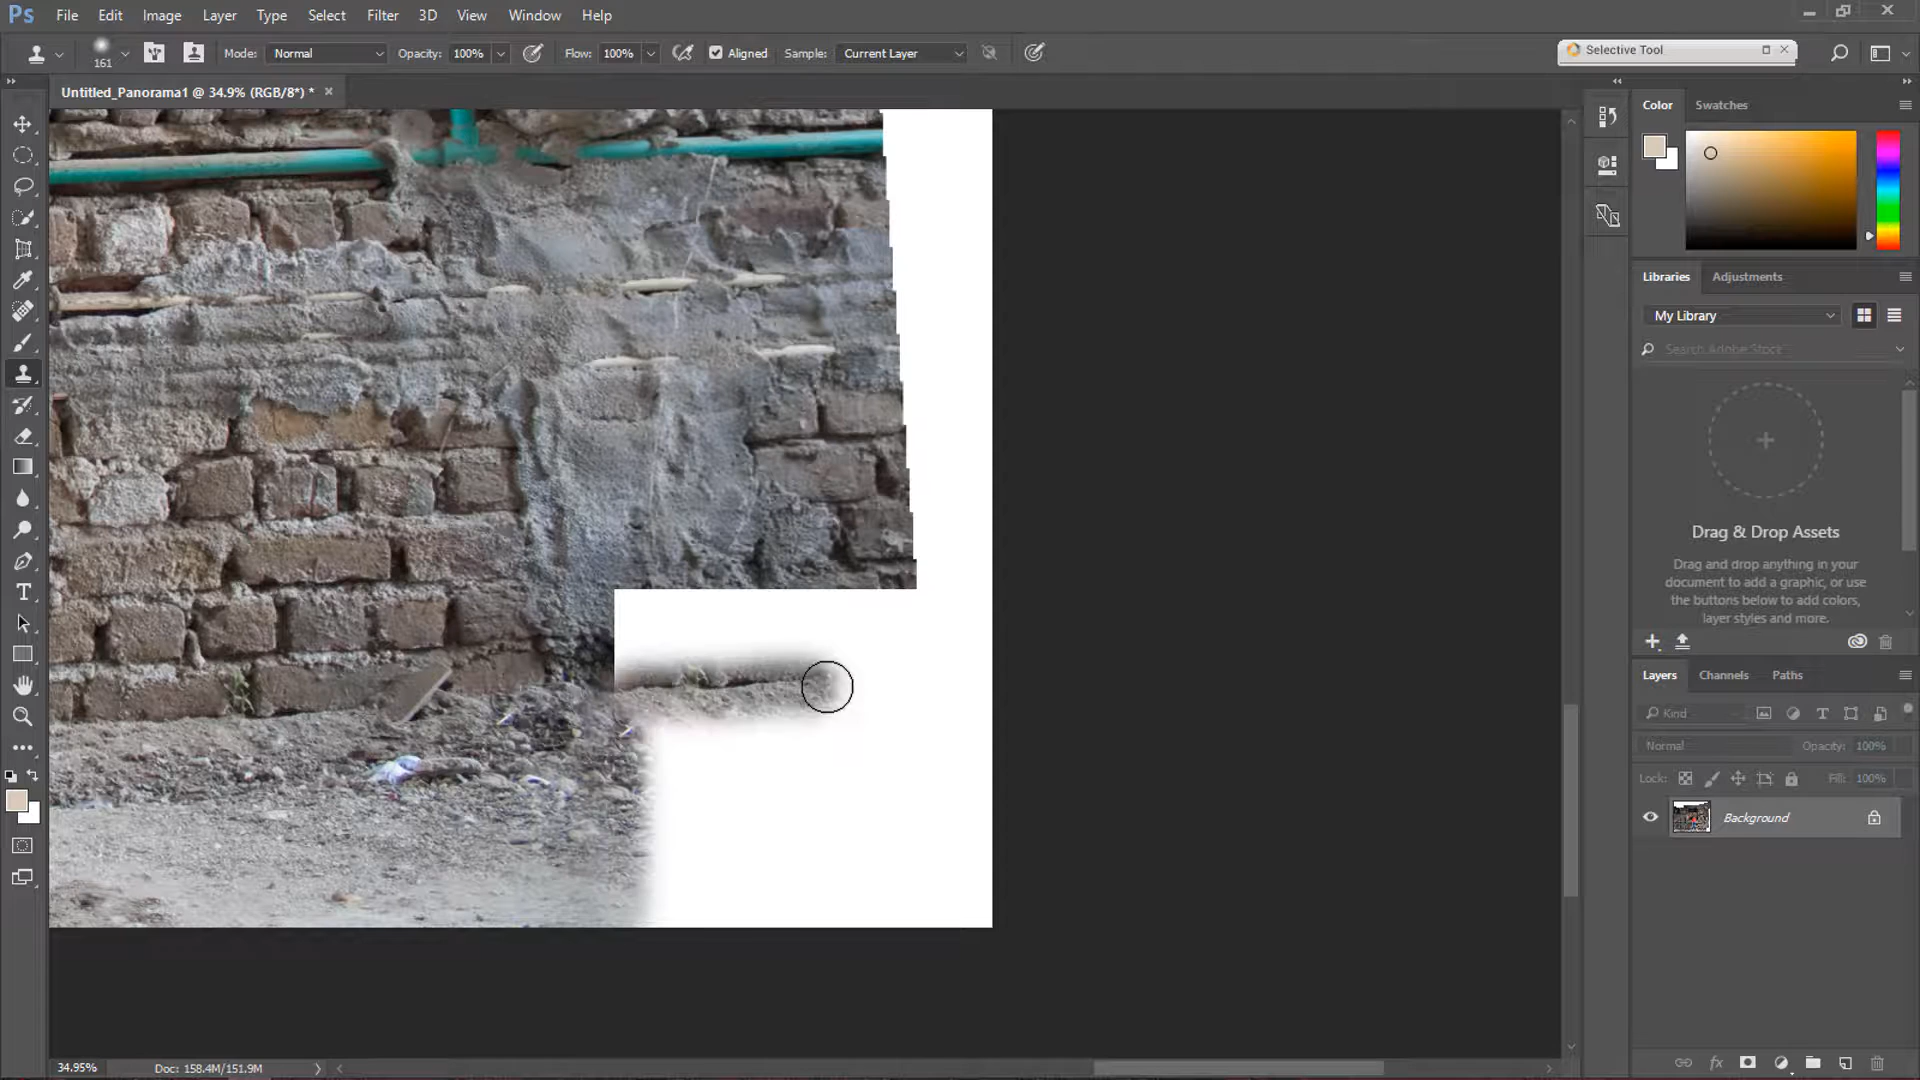 Ps File Edit Image Layer Type Select Filter 3D View Window Help
161 Mode: Normal Opacity: 100% Flow: 100% Aligned Sample: Current Layer
Selective Tool
Untitled_Panorama1 @ 34.9% (RGB/8*) * ×
Color Swatches
Libraries Adjustments
My Library
Search Adobe Stock
Drag & Drop Assets
Drag and drop anything in your
document to add a graphic, or use
the buttons below to add colors,
layer styles and more.
Layers Channels Paths
Kind
Normal Opacity: 100%
Lock: Fill: 100%
Background
fx
34.95% Doc: 158.4M/151.9M